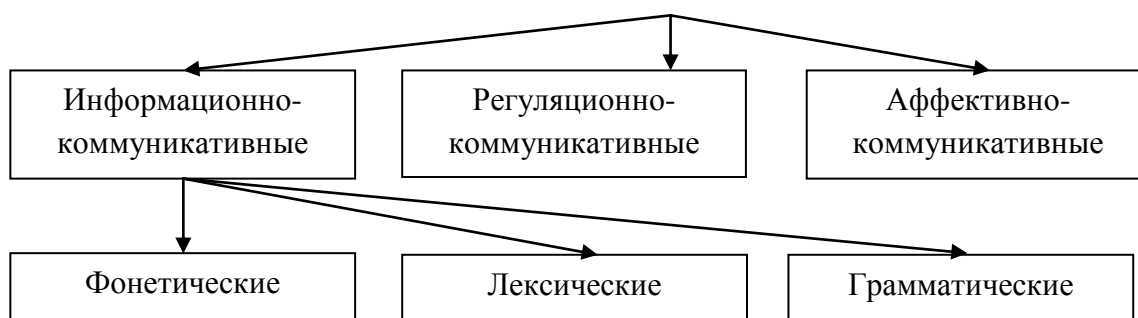 Информационно-
коммуникативные
Регуляционно-
коммуникативные
Аффективно-
коммуникативные
Фонетические
Лексические
Грамматические